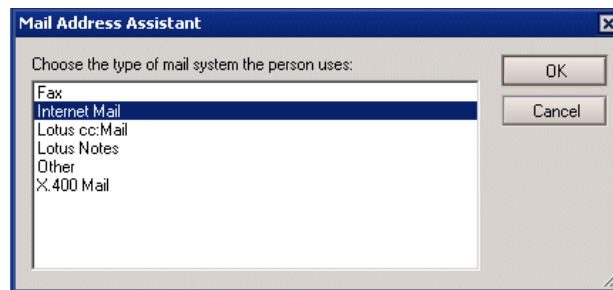 Mail Address Assistant
Choose the type of mail system the person uses:
OK
Fax
Internet Mail
Cancel
Lotus cc:Mail
Lotus Notes
Other
X.400 Mail